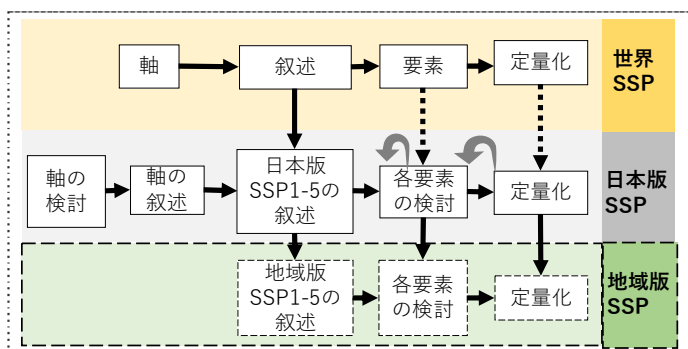 軸
叙述
要素
定量化
世界
SSP
軸の
検討
軸の
叙述
日本版
SSP1-5の
叙述
各要素
の検討
定量化
日本版
SSP
地域版
SSP1-5の
叙述
各要素
の検討
定量化
地域版
SSP